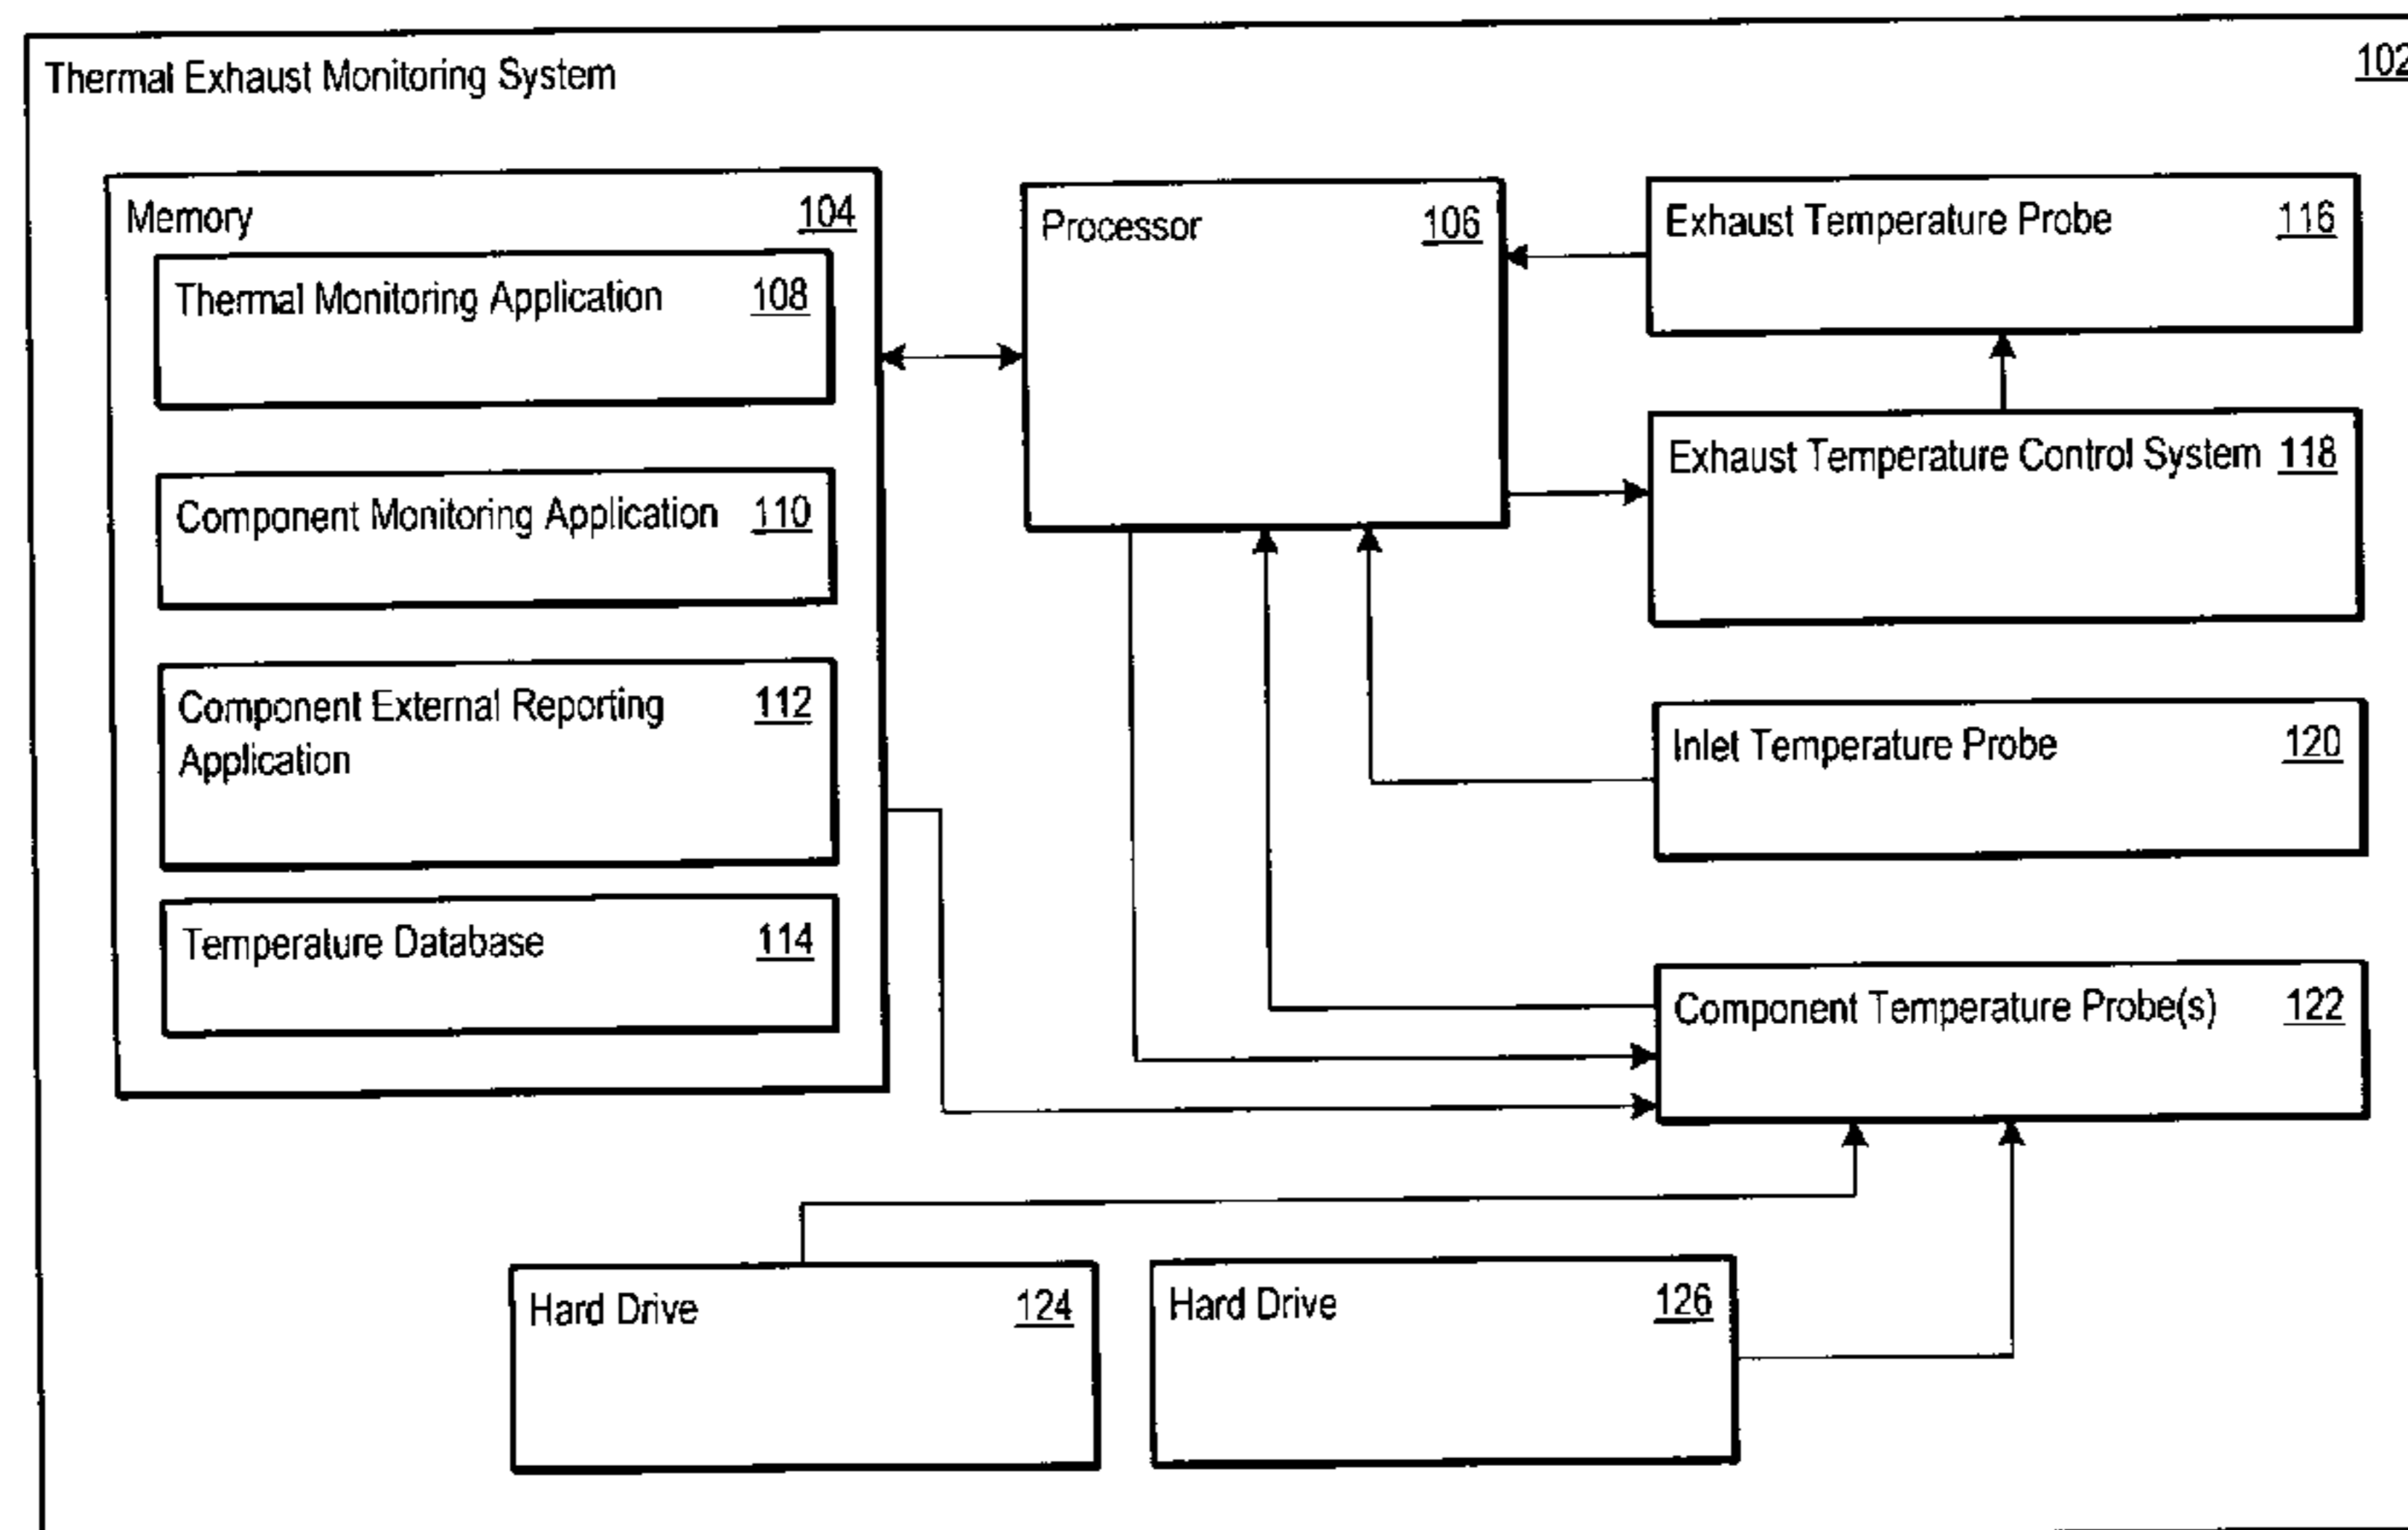 Thermal Exhaust Monitoring System 102
Memory 104
Thermal Monitoring Application 108
Component Monitoring Application 110
Component External Reporting 112
Application
Temperature Database 114
Processor 106
Exhaust Temperature Probe 116
Exhaust Temperature Control System 118
Inlet Temperature Probe 120
Component Temperature Probe(s) 122
Hard Drive 124
Hard Drive 126